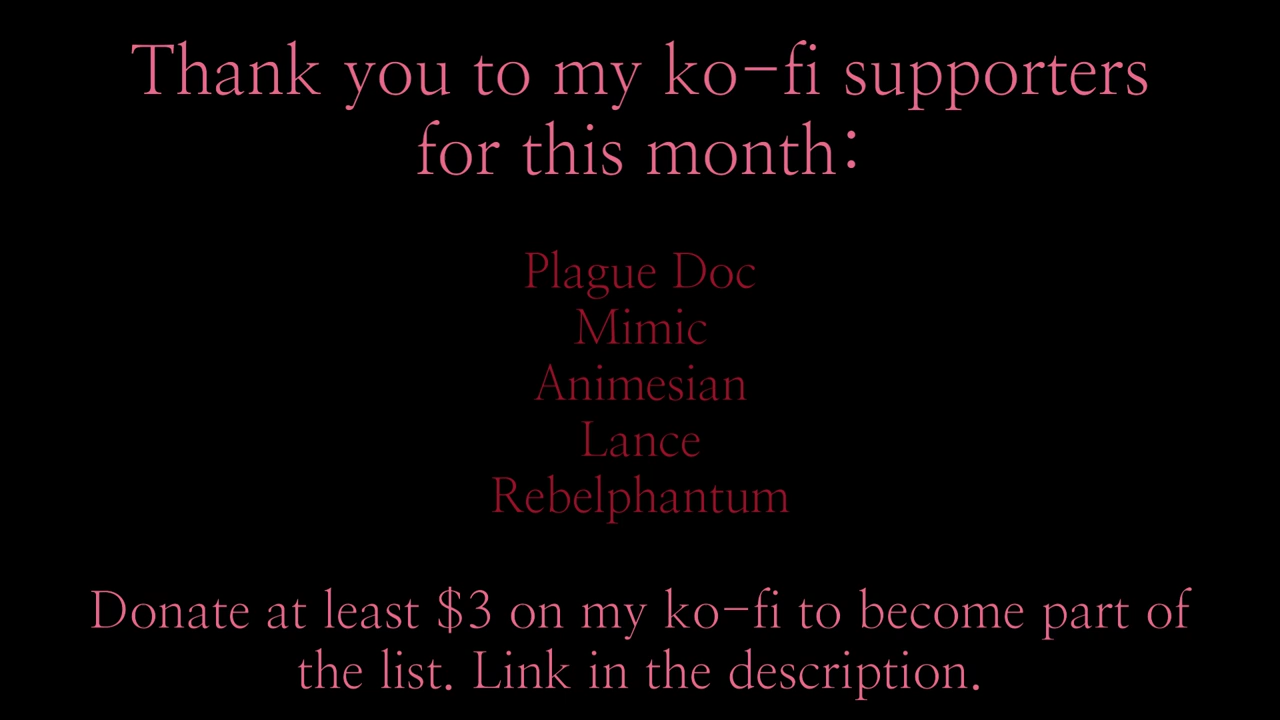 Thank you to my ko-fi supporters
for this month:
Plague Doc
Mimic
Animesian
Lance
Rebelphantum
Donate at least $3 on my ko-fi to become part of
the list. Link in the description.